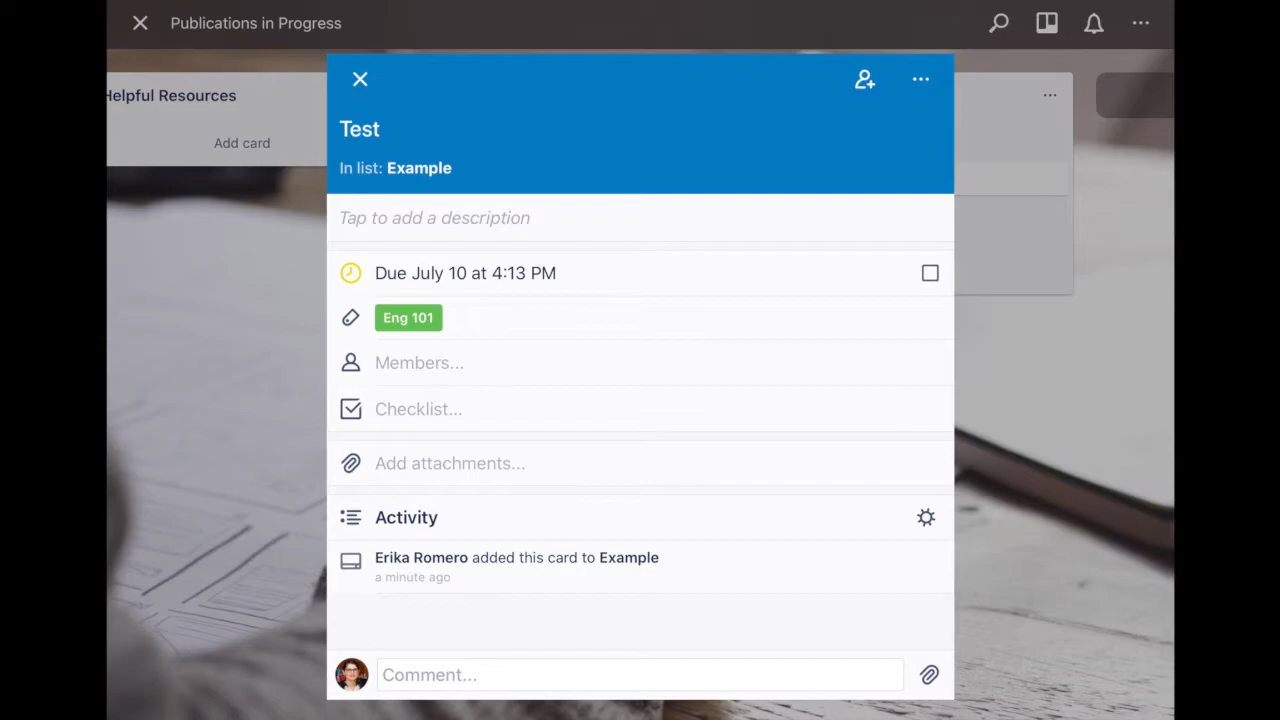 Publications in Progress
Helpful Resources
Add card
Test
In list: Example
Tap to add a description
Due July 10 at 4:13 PM
Eng 101
Members...
Checklist...
Add attachments...
Activity
Erika Romero added this card to Example
a minute ago
Comment...